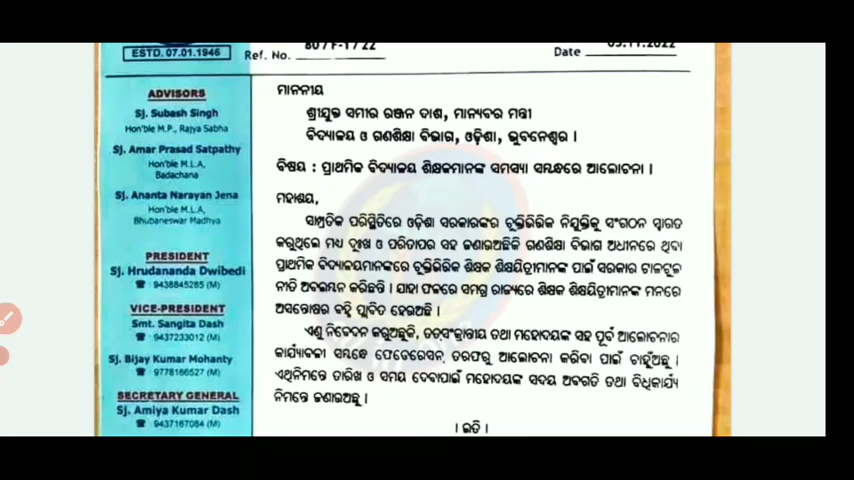 ESTD. 07.01.1946
Ref. No. 80 / F-1 / 22
Date 05.11.2022
ADVISORS
Sj. Subash Singh
Hon'ble M.P., Rajya Sabha
Sj. Amar Prasad Satpathy
Hon'ble M.L.A,
Badachana
Sj. Ananta Narayan Jena
Hon'ble M.L.A,
Bhubaneswar Madhya
PRESIDENT
Sj. Hrudananda Dwibedi
☎ : 9438845285 (M)
VICE-PRESIDENT
Smt. Sangita Dash
☎ : 9437233012 (M)
Sj. Bijay Kumar Mohanty
☎ : 9778166527 (M)
SECRETARY GENERAL
Sj. Amiya Kumar Dash
☎ : 9437167084 (M)
ମାନନୀୟ
ଶ୍ରୀଯୁକ୍ତ ସମୀର ରଞ୍ଜନ ଦାଶ, ମାନ୍ୟବର ମନ୍ତ୍ରୀ
ବିଦ୍ୟାଳୟ ଓ ଗଣଶିକ୍ଷା ବିଭାଗ, ଓଡ଼ିଶା, ଭୁବନେଶ୍ୱର ।
ବିଷୟ : ପ୍ରାଥମିକ ବିଦ୍ୟାଳୟ ଶିକ୍ଷକମାନଙ୍କ ସମସ୍ୟା ସମ୍ବନ୍ଧରେ ଆଲୋଚନା ।
ମହାଶୟ,
ସାମ୍ପ୍ରତିକ ପରିସ୍ଥିତିରେ ଓଡ଼ିଶା ସରକାରଙ୍କର ଚୁକ୍ତିଭିତ୍ତିକ ନିଯୁକ୍ତିକୁ ସଂଗଠନ ସ୍ୱାଗତ
କରୁଥିଲେ ମଧ୍ୟ ଦୁଃଖ ଓ ପରିତାପର ସହ ଜଣାଉଅଛିକି ଗଣଶିକ୍ଷା ବିଭାଗ ଅଧୀନରେ ଥିବା
ପ୍ରାଥମିକ ବିଦ୍ୟାଳୟମାନଙ୍କରେ ଚୁକ୍ତିଭିତ୍ତିକ ଶିକ୍ଷକ ଶିକ୍ଷୟିତ୍ରୀମାନଙ୍କ ପାଇଁ ସରକାର ଟାଳଟୁଳ
ନୀତି ଅବଲମ୍ବନ କରିଛନ୍ତି । ଯାହା ଫଳରେ ସମଗ୍ର ରାଜ୍ୟରେ ଶିକ୍ଷକ ଶିକ୍ଷୟିତ୍ରୀମାନଙ୍କ ମନରେ
ଅସନ୍ତୋଷର ବହ୍ନି ପ୍ଲାବିତ ହେଉଅଛି ।
ଏଣୁ ନିବେଦନ କରୁଅଛୁକି, ତତ୍‌ସଂକ୍ରାନ୍ତୀୟ ତଥା ମହୋଦୟଙ୍କ ସହ ପୂର୍ବ ଆଲୋଚନାର
କାର୍ଯ୍ୟାବଳୀ ସମ୍ବନ୍ଧେ ଫେଡେରେସନ୍ ତରଫରୁ ଆଲୋଚନା କରିବା ପାଇଁ ଚାହୁଁଅଛୁ ।
ଏଥିନିମନ୍ତେ ତାରିଖ ଓ ସମୟ ଦେବାପାଇଁ ମହୋଦୟଙ୍କ ସଦୟ ଅବଗତି ତଥା ବିଧିକାର୍ଯ୍ୟ
ନିମନ୍ତେ ଜଣାଉଅଛୁ ।
। ଇତି ।